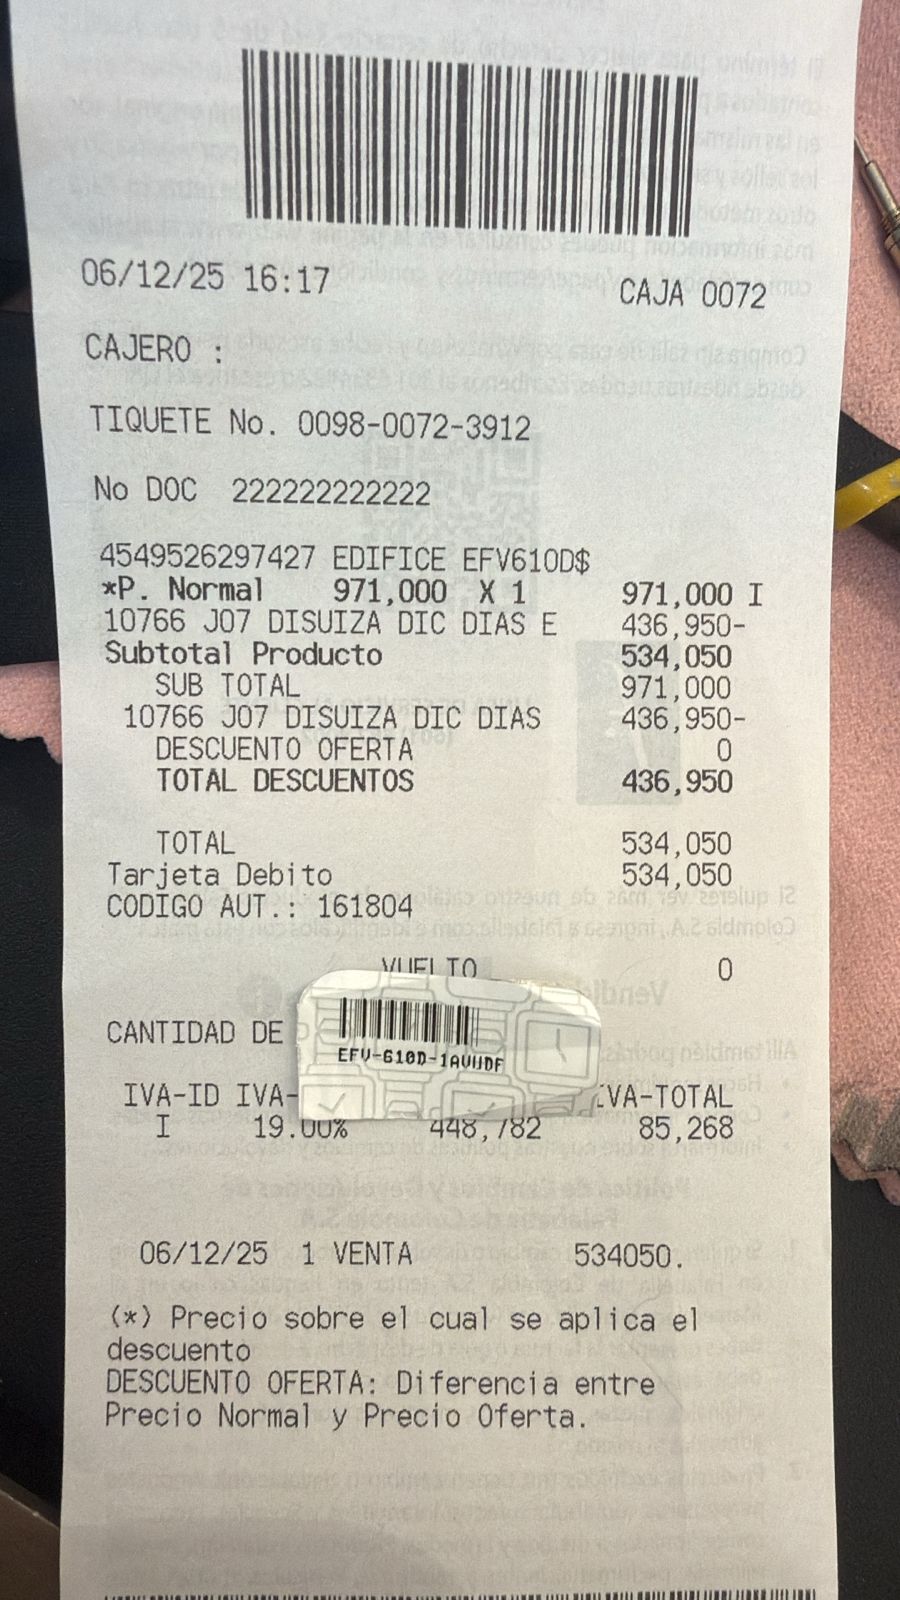 06/12/25 16:17
CAJA 0072
CAJERO :
TIQUETE No. 0098-0072-3912
No DOC 222222222222
4549526297427 EDIFICE EFV610D$
*P. Normal 971,000 X 1 971,000 I
10766 J07 DISUIZA DIC DIAS E 436,950-
Subtotal Producto 534,050
SUB TOTAL 971,000
10766 J07 DISUIZA DIC DIAS 436,950-
DESCUENTO OFERTA 0
TOTAL DESCUENTOS 436,950
TOTAL 534,050
Tarjeta Debito 534,050
CODIGO AUT.: 161804
VUELTO 0
CANTIDAD DE
EFV-610D-1AVUDF
IVA-ID IVA- IVA-TOTAL
I 19.00% 448,782 85,268
06/12/25 1 VENTA 534050.
(*) Precio sobre el cual se aplica el
descuento
DESCUENTO OFERTA: Diferencia entre
Precio Normal y Precio Oferta.